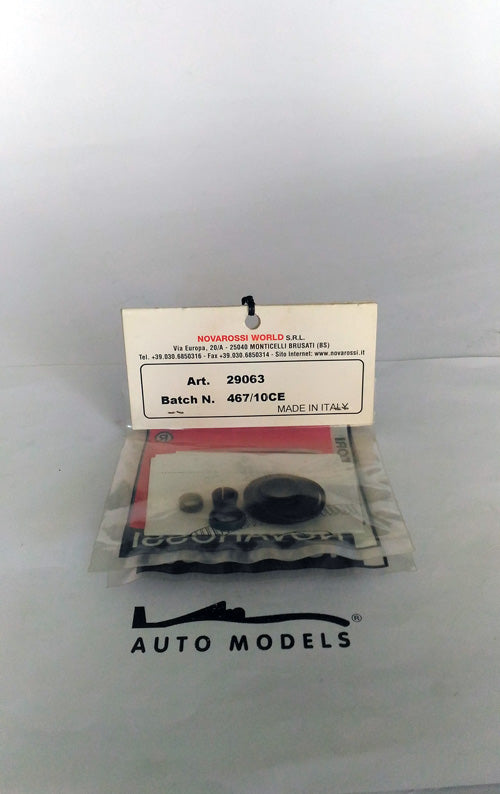 NOVAROSSI WORLD S.R.L.
Via Europa, 20/A - 25040 MONTICELLI BRUSATI (BS)
Tel. +39.030.6850316 - Fax +39.030.6850314 - Sito Internet: www.novarossi.it
Art. 29063
Batch N. 467/10CE
MADE IN ITALY
NOVAROSSI
AUTO MODELS ®